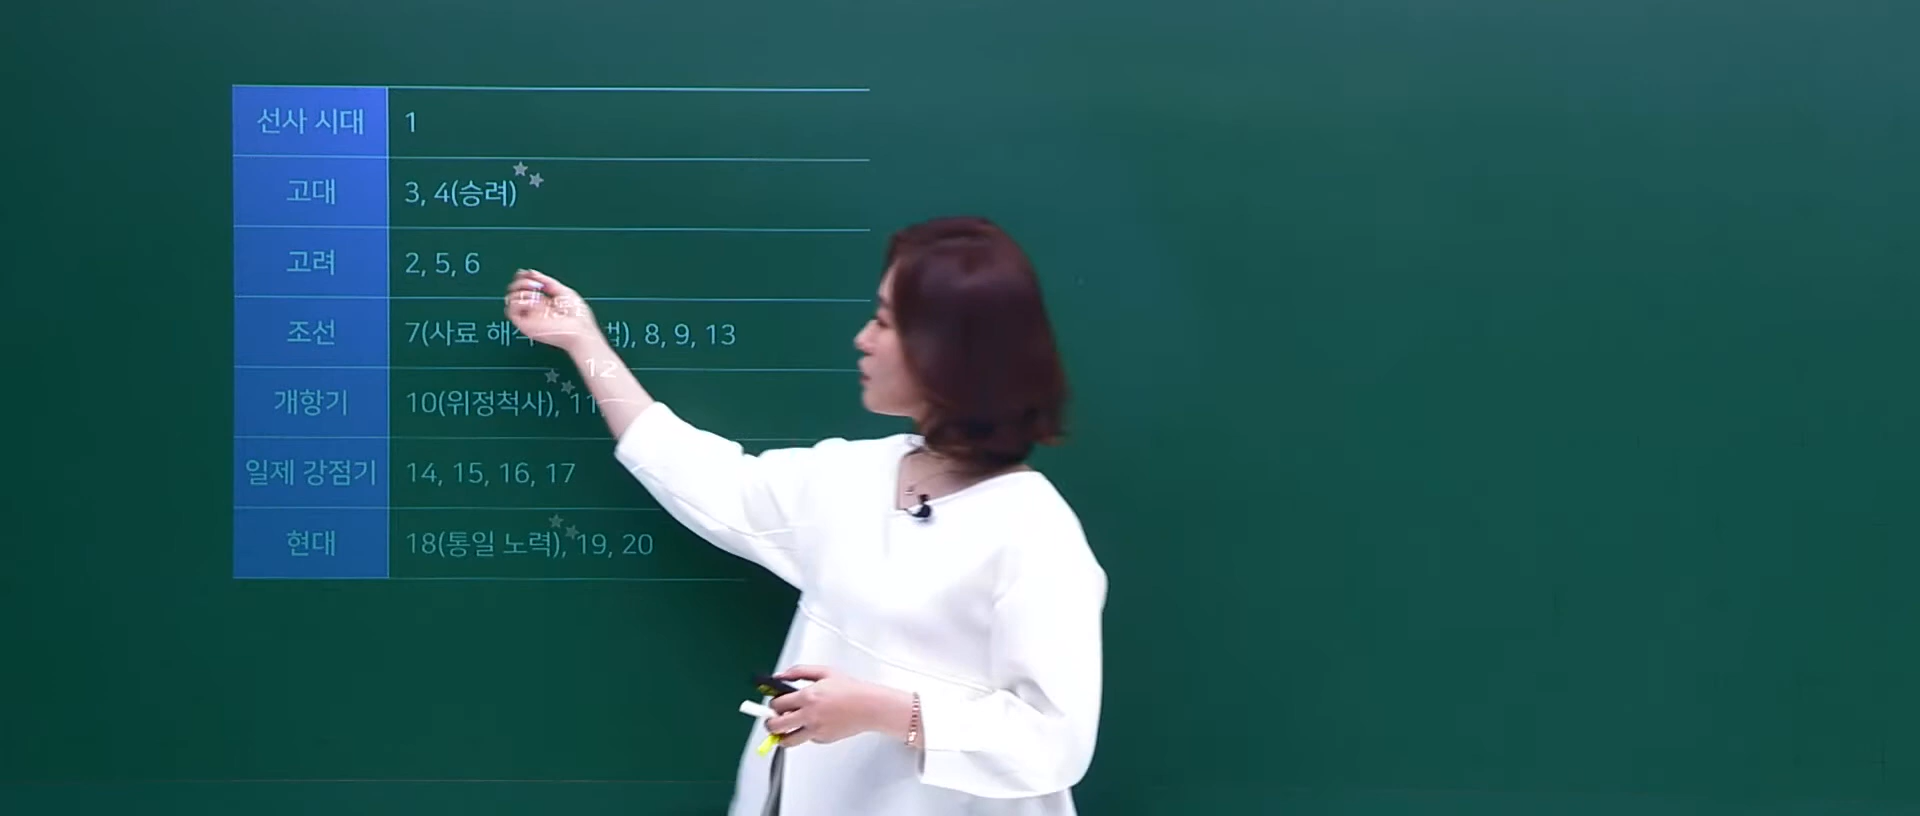 선사 시대 1
고대 3, 4(승려)
고려 2, 5, 6
조선 7(사료 해석 법), 8, 9, 13
개항기 10(위정척사), 11, 12
일제 강점기 14, 15, 16, 17
현대 18(통일 노력), 19, 20